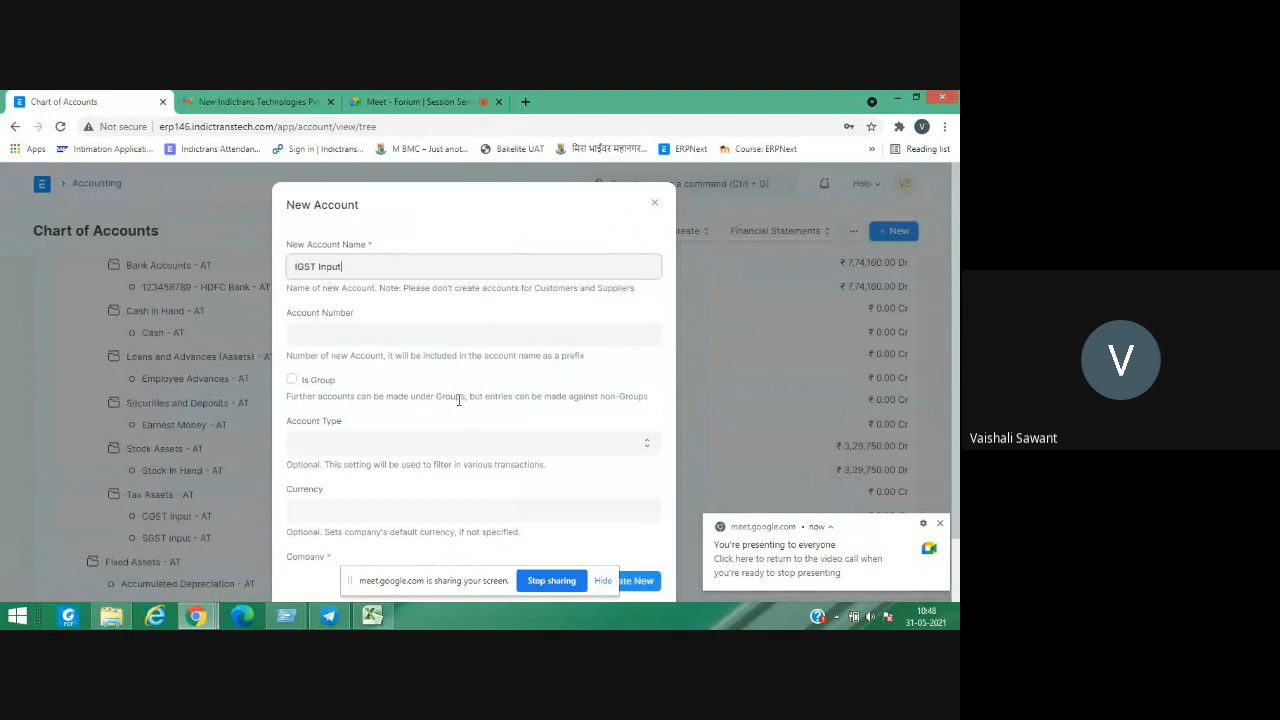 Chart of Accounts
New Indictrans Technologies Pv
Meet - Forium | Session Seri
Not secure
erp146.indictranstech.com/app/account/view/tree
Apps
Intimation Applicati...
Indictrans Attendan...
Sign in | Indictrans...
M BMC – Just anot...
Bakelite UAT
मिरा भाईंदर महानगर...
ERPNext
Course: ERPNext
»
Reading list
Accounting
a command (Ctrl + G)
Help
VS
Chart of Accounts
Financial Statements
...
+ New
New Account
New Account Name *
IGST Input
Name of new Account. Note: Please don't create accounts for Customers and Suppliers
Account Number
Number of new Account, it will be included in the account name as a prefix
Is Group
Further accounts can be made under Groups, but entries can be made against non-Groups
Account Type
Optional. This setting will be used to filter in various transactions.
Currency
Optional. Sets company's default currency, if not specified.
Company *
Bank Accounts - AT
₹ 7,74,160.00 Dr
123456789 - HDFC Bank - AT
₹ 7,74,160.00 Dr
Cash In Hand - AT
₹ 0.00 Cr
Cash - AT
₹ 0.00 Cr
Loans and Advances (Assets) - AT
₹ 0.00 Cr
Employee Advances - AT
₹ 0.00 Cr
Securities and Deposits - AT
₹ 0.00 Cr
Earnest Money - AT
₹ 0.00 Cr
Stock Assets - AT
₹ 3,29,750.00 Dr
Stock In Hand - AT
₹ 3,29,750.00 Dr
Tax Assets - AT
₹ 0.00 Cr
CGST Input - AT
SGST Input - AT
Fixed Assets - AT
Accumulated Depreciation - AT
meet.google.com is sharing your screen.
Stop sharing
Hide
ate New
meet.google.com • now
You're presenting to everyone
Click here to return to the video call when
you're ready to stop presenting
10:48
31-05-2021
V
Vaishali Sawant